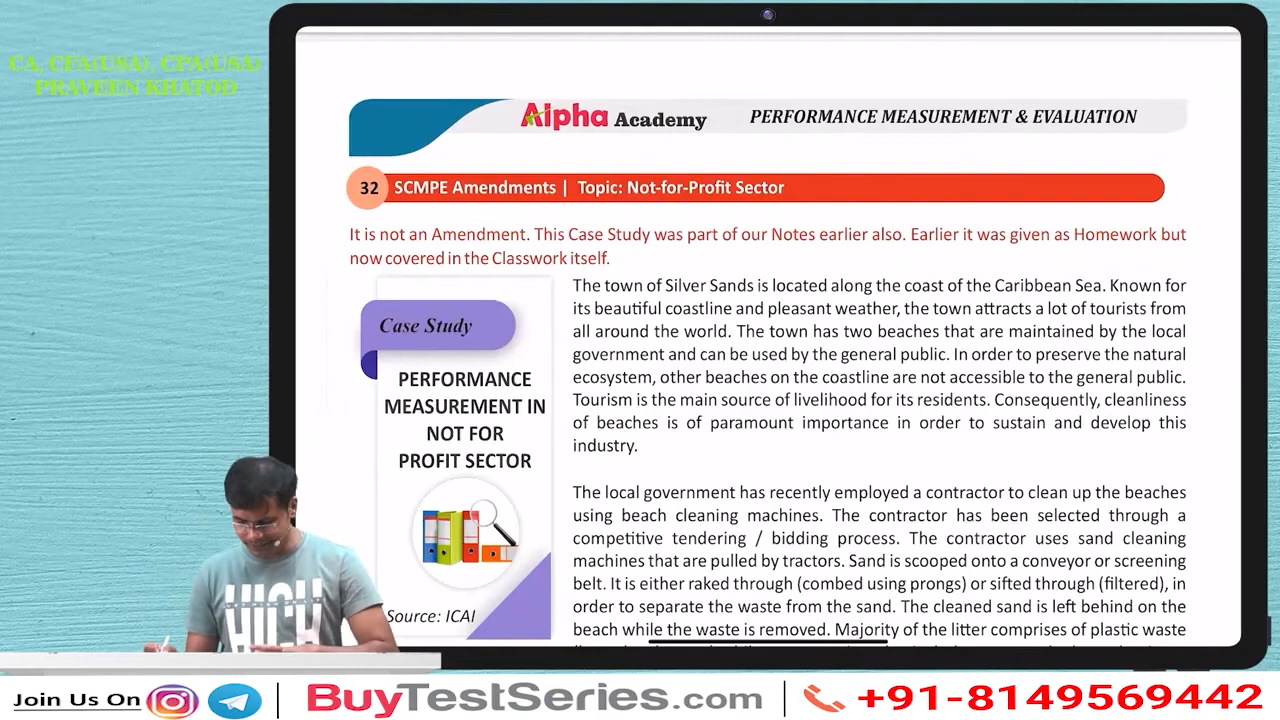 CA, CFA(USA), CPA(USA)
PRAVEEN KHATOD
Alpha Academy
PERFORMANCE MEASUREMENT & EVALUATION
32 SCMPE Amendments | Topic: Not-for-Profit Sector
It is not an Amendment. This Case Study was part of our Notes earlier also. Earlier it was given as Homework but
now covered in the Classwork itself.
Case Study
PERFORMANCE
MEASUREMENT IN
NOT FOR
PROFIT SECTOR
Source: ICAI
The town of Silver Sands is located along the coast of the Caribbean Sea. Known for
its beautiful coastline and pleasant weather, the town attracts a lot of tourists from
all around the world. The town has two beaches that are maintained by the local
government and can be used by the general public. In order to preserve the natural
ecosystem, other beaches on the coastline are not accessible to the general public.
Tourism is the main source of livelihood for its residents. Consequently, cleanliness
of beaches is of paramount importance in order to sustain and develop this
industry.
The local government has recently employed a contractor to clean up the beaches
using beach cleaning machines. The contractor has been selected through a
competitive tendering / bidding process. The contractor uses sand cleaning
machines that are pulled by tractors. Sand is scooped onto a conveyor or screening
belt. It is either raked through (combed using prongs) or sifted through (filtered), in
order to separate the waste from the sand. The cleaned sand is left behind on the
beach while the waste is removed. Majority of the litter comprises of plastic waste
HIGH
Join Us On
BuyTestSeries.com
+91-8149569442